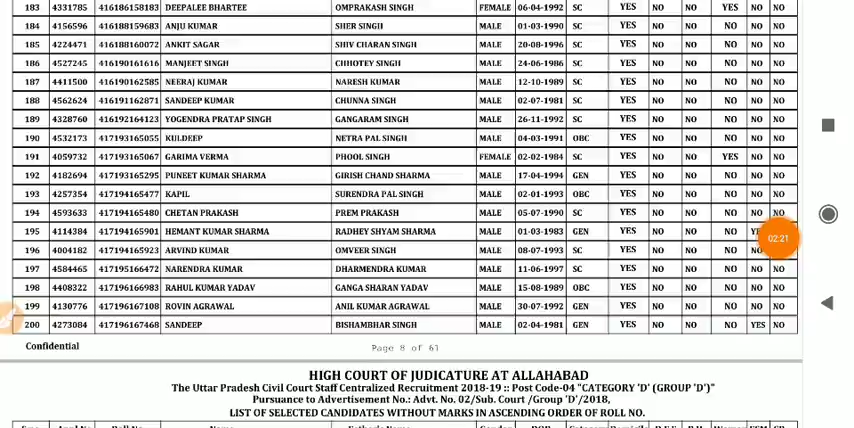 183 4331785 416186158183 DEEPALEE BHARTEE OMPRAKASH SINGH FEMALE 06-04-1992 SC YES NO NO YES NO NO
184 4156596 416188159683 ANJU KUMAR SHER SINGH MALE 01-03-1990 SC YES NO NO NO NO NO
185 4224471 416188160072 ANKIT SAGAR SHIV CHARAN SINGH MALE 20-08-1996 SC YES NO NO NO NO NO
186 4527245 416190161616 MANJEET SINGH CHHOTEY SINGH MALE 24-06-1986 SC YES NO NO NO NO NO
187 4411500 416190162585 NEERAJ KUMAR NARESH KUMAR MALE 12-10-1989 SC YES NO NO NO NO NO
188 4562624 416191162871 SANDEEP KUMAR CHUNNA SINGH MALE 02-07-1981 SC YES NO NO NO NO NO
189 4328760 416192164123 YOGENDRA PRATAP SINGH GANGARAM SINGH MALE 26-11-1992 SC YES NO NO NO NO NO
190 4532173 417193165055 KULDEEP NETRA PAL SINGH MALE 04-03-1991 OBC YES NO NO NO NO NO
191 4059732 417193165067 GARIMA VERMA PHOOL SINGH FEMALE 02-02-1984 SC YES NO NO YES NO NO
192 4182694 417193165295 PUNEET KUMAR SHARMA GIRISH CHAND SHARMA MALE 17-04-1994 GEN YES NO NO NO NO NO
193 4257354 417194165477 KAPIL SURENDRA PAL SINGH MALE 02-01-1993 OBC YES NO NO NO NO NO
194 4593633 417194165480 CHETAN PRAKASH PREM PRAKASH MALE 05-07-1990 SC YES NO NO NO NO NO
195 4114384 417194165901 HEMANT KUMAR SHARMA RADHEY SHYAM SHARMA MALE 01-03-1983 GEN YES NO NO NO
196 4004182 417194165923 ARVIND KUMAR OMVEER SINGH MALE 08-07-1993 SC YES NO NO NO NO
02:21
197 4584465 417195166472 NARENDRA KUMAR DHARMENDRA KUMAR MALE 11-06-1997 SC YES NO NO NO NO NO
198 4408322 417196166983 RAHUL KUMAR YADAV GANGA SHARAN YADAV MALE 15-08-1989 OBC YES NO NO NO NO NO
199 4130776 417196167108 ROVIN AGRAWAL ANIL KUMAR AGRAWAL MALE 30-07-1992 GEN YES NO NO NO NO NO
200 4273084 417196167468 SANDEEP BISHAMBHAR SINGH MALE 02-04-1981 GEN YES NO NO NO YES NO
Confidential Page 8 of 61
HIGH COURT OF JUDICATURE AT ALLAHABAD
The Uttar Pradesh Civil Court Staff Centralized Recruitment 2018-19 :: Post Code-04 "CATEGORY 'D' (GROUP 'D')"
Pursuance to Advertisement No.: Advt. No. 02/Sub. Court /Group 'D'/2018,
LIST OF SELECTED CANDIDATES WITHOUT MARKS IN ASCENDING ORDER OF ROLL NO.